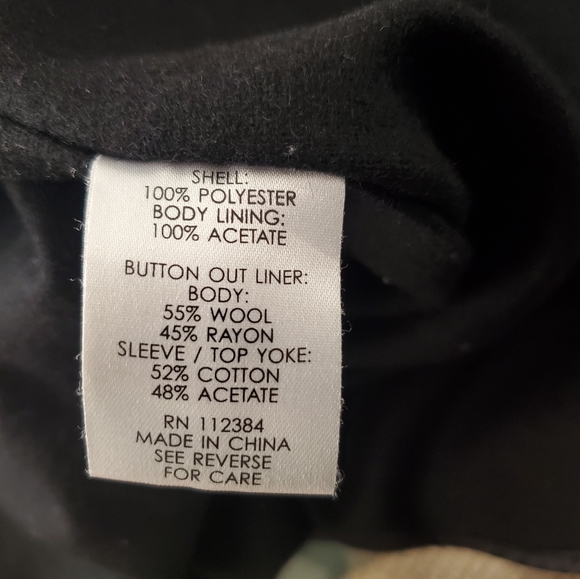 SHELL:
100% POLYESTER
BODY LINING:
100% ACETATE
BUTTON OUT LINER:
BODY:
55% WOOL
45% RAYON
SLEEVE / TOP YOKE:
52% COTTON
48% ACETATE
RN 112384
MADE IN CHINA
SEE REVERSE
FOR CARE